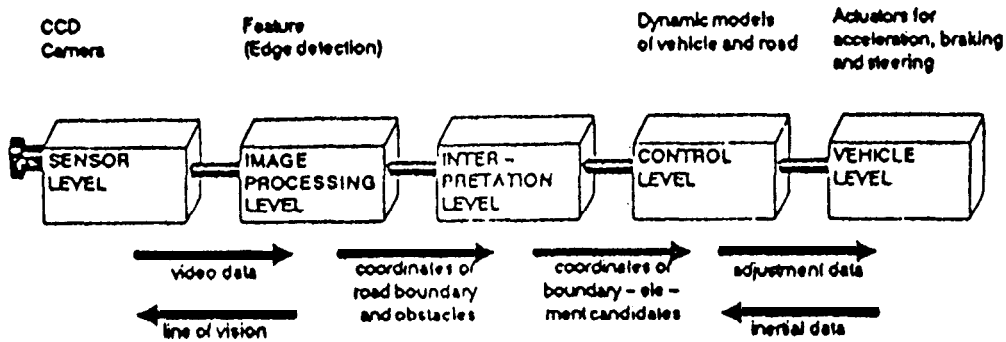 CCD
Camera
Feature
(Edge detection)
Dynamic models
of vehicle and road
Actuators for
acceleration, braking
and steering
SENSOR
LEVEL
IMAGE
PROCESSING
LEVEL
INTER -
PRETATION
LEVEL
CONTROL
LEVEL
VEHICLE
LEVEL
video data
coordinates of
road boundary
and obstacles
coordinates of
boundary - ele -
ment candidates
adjustment data
line of vision
inertial data